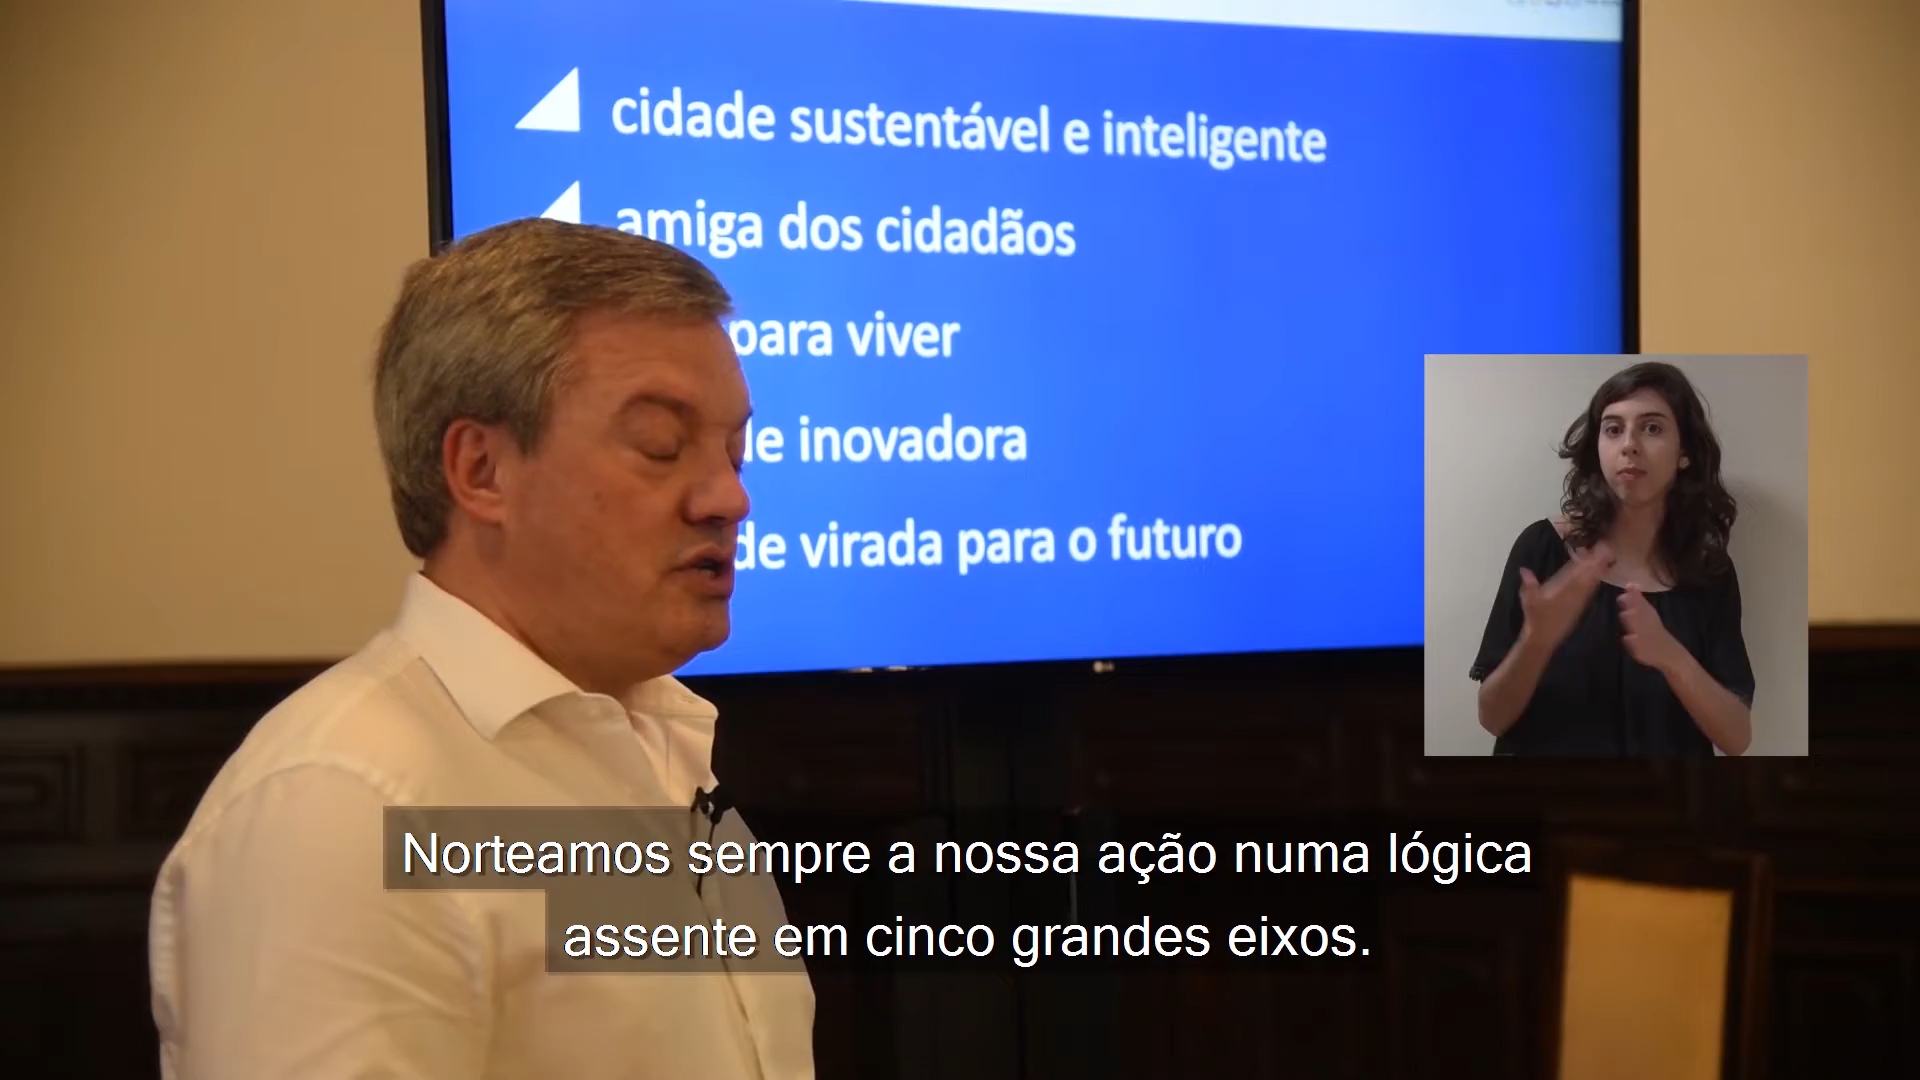 cidade sustentável e inteligente
amiga dos cidadãos
para viver
inovadora
virada para o futuro
LG
Norteamos sempre a nossa ação numa lógica
assente em cinco grandes eixos.